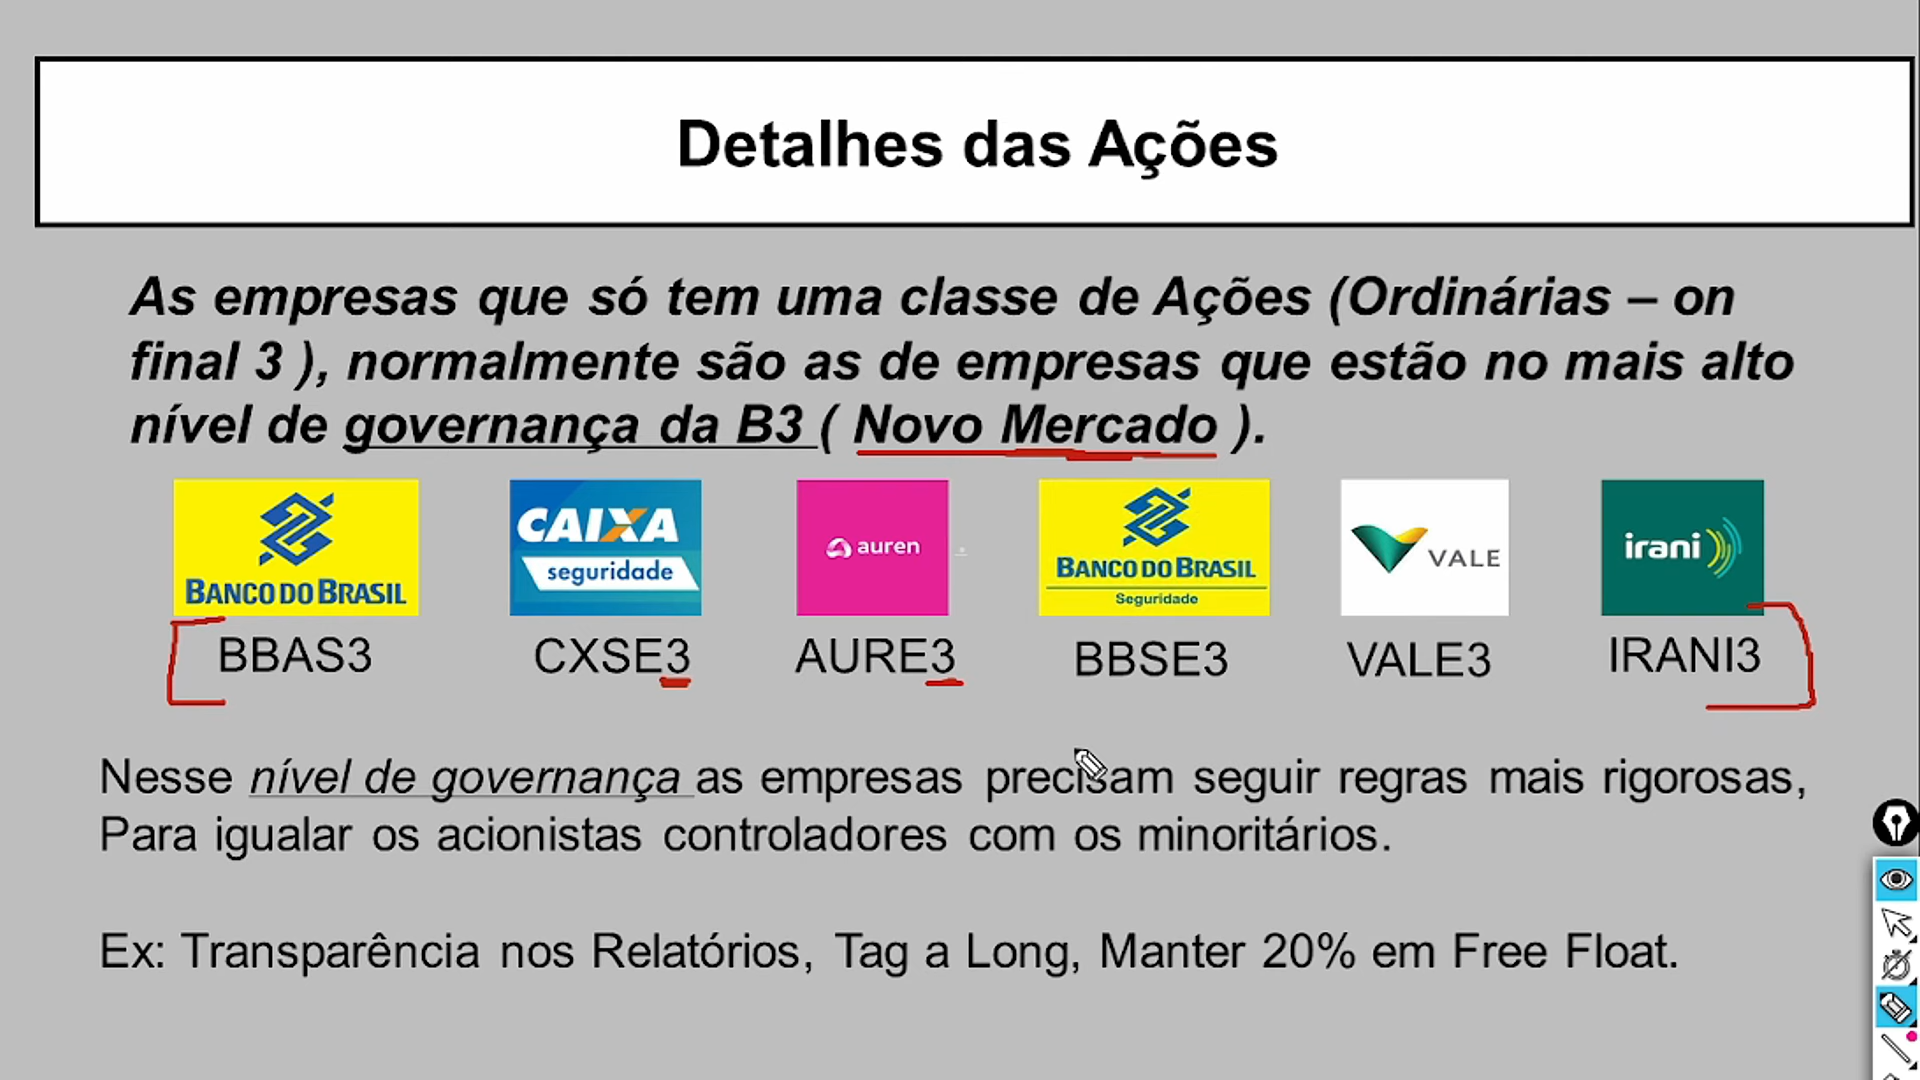 Detalhes das Ações
As empresas que só tem uma classe de Ações (Ordinárias – on
final 3 ), normalmente são as de empresas que estão no mais alto
nível de governança da B3 ( Novo Mercado ).
BANCO DO BRASIL
CAIXA
seguridade
auren
BANCO DO BRASIL
Seguridade
VALE
irani
BBAS3 CXSE3 AURE3 BBSE3 VALE3 IRANI3
Nesse nível de governança as empresas precisam seguir regras mais rigorosas,
Para igualar os acionistas controladores com os minoritários.
Ex: Transparência nos Relatórios, Tag a Long, Manter 20% em Free Float.